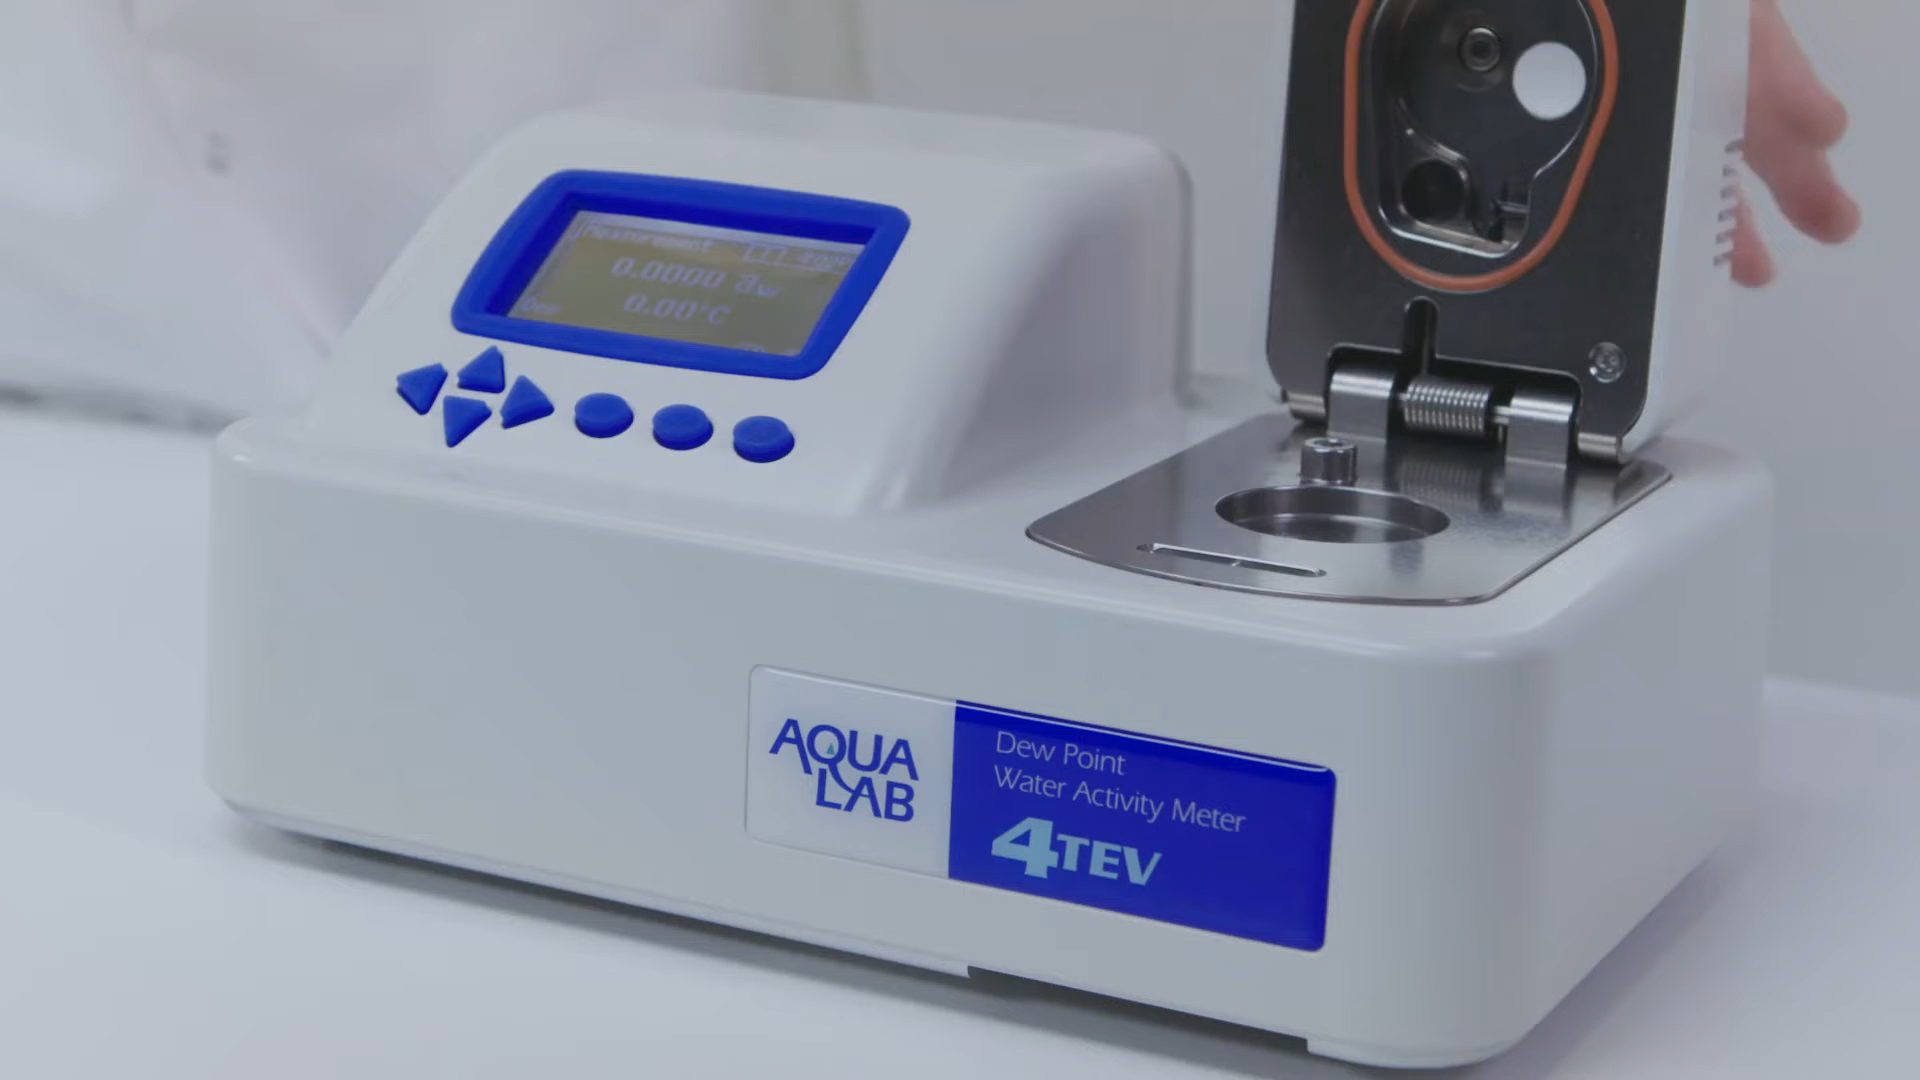 Measurement
0.0000 aw
0.00°C
AQUA
LAB
Dew Point
Water Activity Meter
4TEV